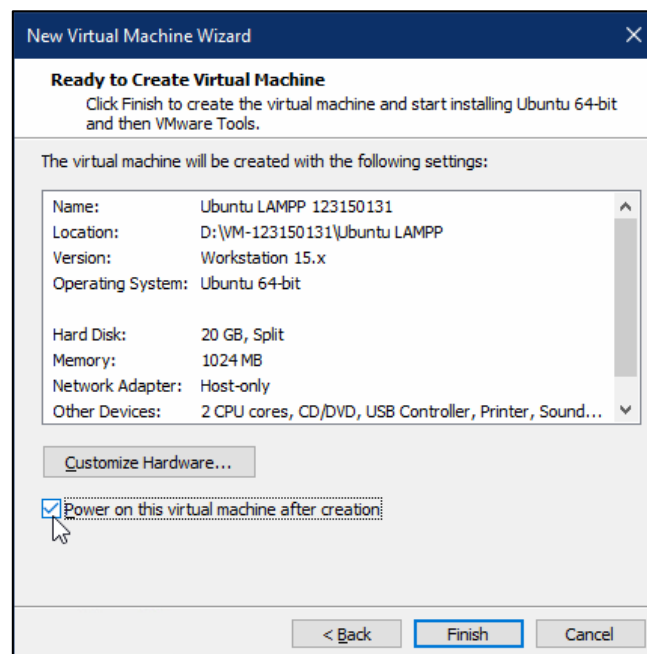 New Virtual Machine Wizard
Ready to Create Virtual Machine
Click Finish to create the virtual machine and start installing Ubuntu 64-bit
and then VMware Tools.
The virtual machine will be created with the following settings:
Name: Ubuntu LAMPP 123150131
Location: D:\VM-123150131\Ubuntu LAMPP
Version: Workstation 15.x
Operating System: Ubuntu 64-bit
Hard Disk: 20 GB, Split
Memory: 1024 MB
Network Adapter: Host-only
Other Devices: 2 CPU cores, CD/DVD, USB Controller, Printer, Sound...
Customize Hardware...
Power on this virtual machine after creation
< Back Finish Cancel